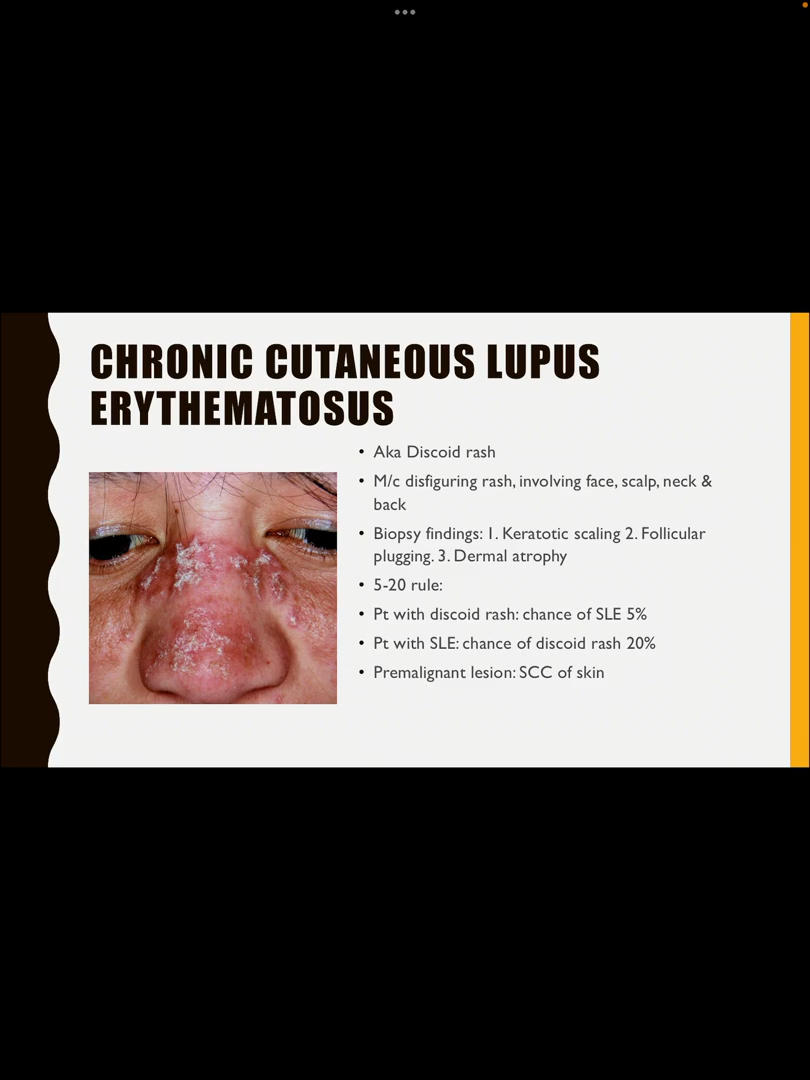 CHRONIC CUTANEOUS LUPUS
ERYTHEMATOSUS
• Aka Discoid rash
• M/c disfiguring rash, involving face, scalp, neck &
back
• Biopsy findings: 1. Keratotic scaling 2. Follicular
plugging. 3. Dermal atrophy
• 5-20 rule:
• Pt with discoid rash: chance of SLE 5%
• Pt with SLE: chance of discoid rash 20%
• Premalignant lesion: SCC of skin